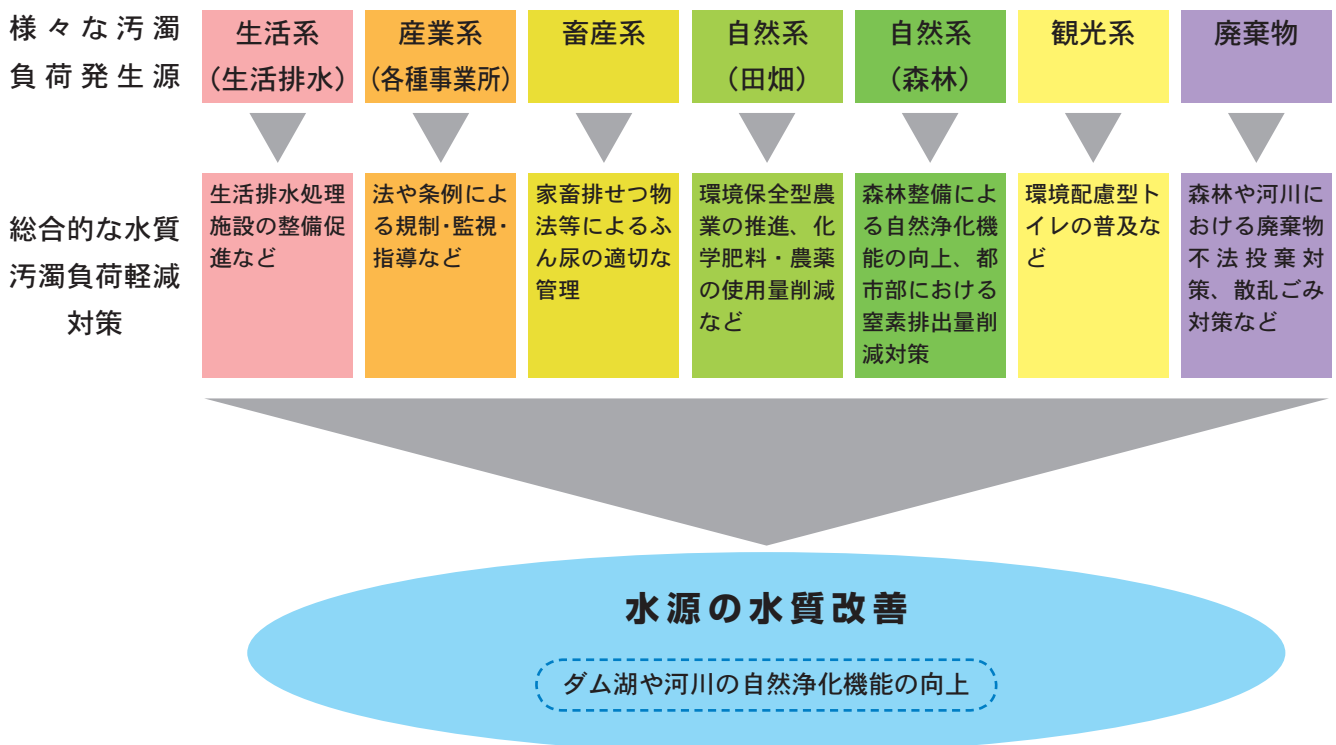 様々な汚濁
負荷発生源
生活系
（生活排水）
産業系
（各種事業所）
畜産系
自然系
（田畑）
自然系
（森林）
観光系
廃棄物
総合的な水質
汚濁負荷軽減
対策
生活排水処理
施設の整備促
進など
法や条例によ
る規制・監視・
指導など
家畜排せつ物
法等によるふ
ん尿の適切な
管理
環境保全型農
業の推進、化
学肥料・農薬
の使用量削減
など
森林整備によ
る自然浄化機
能の向上、都
市部における
窒素排出量削
減対策
環境配慮型ト
イレの普及な
ど
森林や河川に
おける廃棄物
不法投棄対
策、散乱ごみ
対策など
水源の水質改善
ダム湖や河川の自然浄化機能の向上